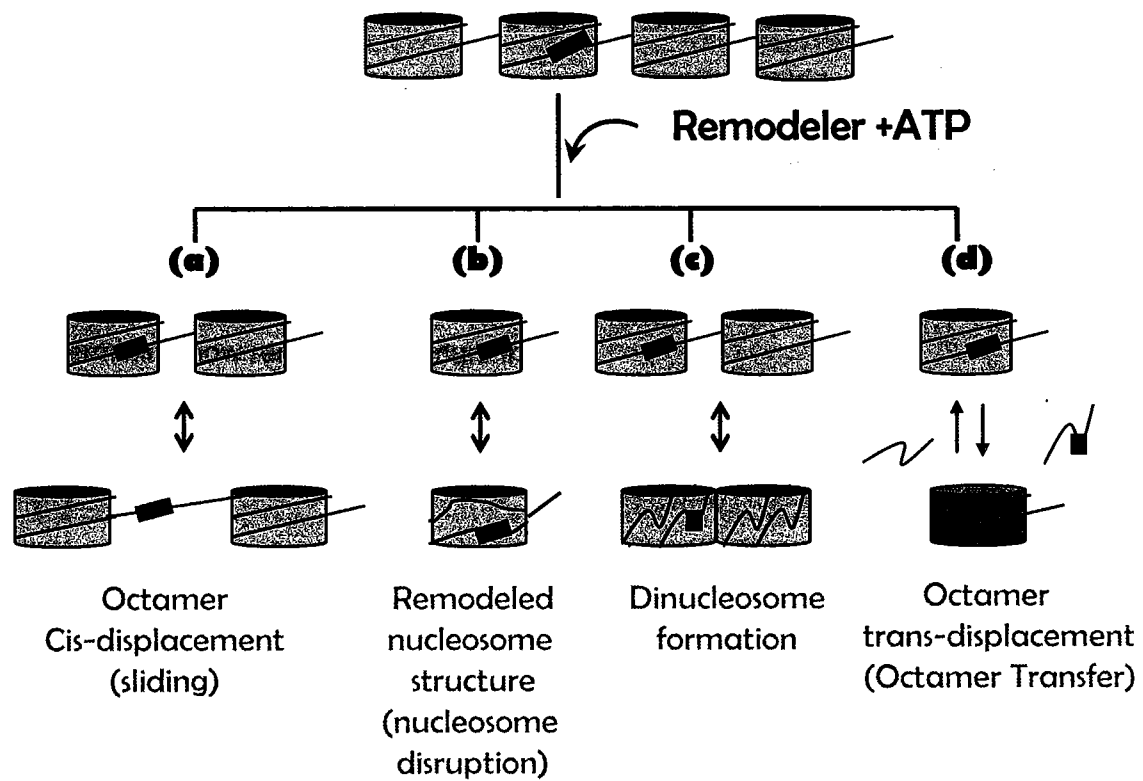 Remodeler +ATP
(a)
(b)
(c)
(d)
Octamer
Cis-displacement
(sliding)
Remodeled
nucleosome
structure
(nucleosome
disruption)
Dinucleosome
formation
Octamer
trans-displacement
(Octamer Transfer)